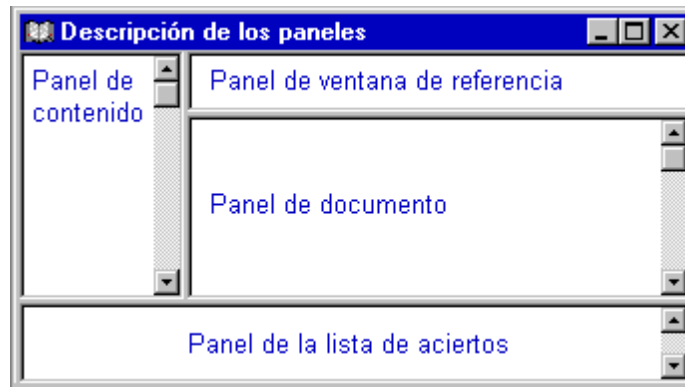 Descripción de los paneles
Panel de
contenido
Panel de ventana de referencia
Panel de documento
Panel de la lista de aciertos